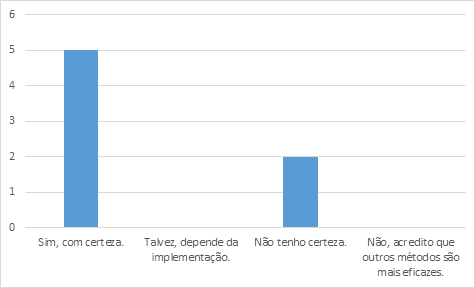 6
5
4
3
2
1
0
Sim, com certeza.
Talvez, depende da
implementação.
Não tenho certeza.
Não, acredito que
outros métodos são
mais eficazes.